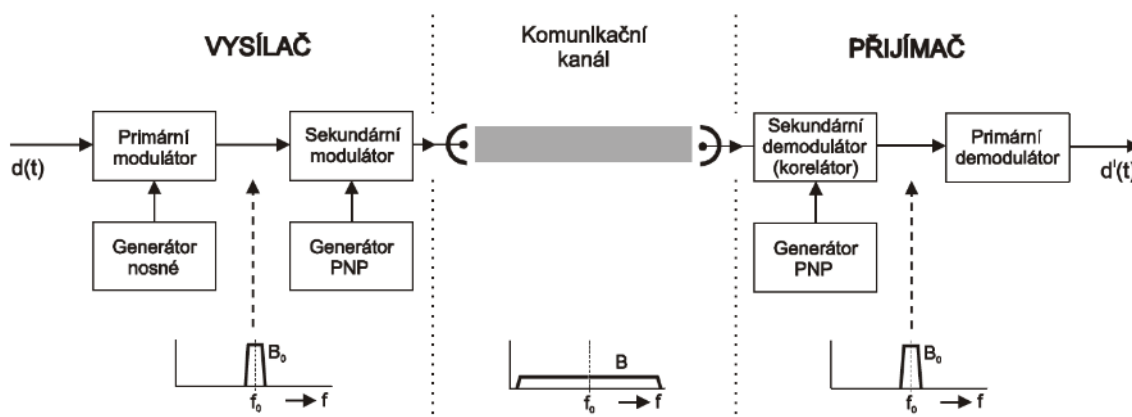 VYSÍLAČ
Komunikační
kanál
PŘIJÍMAČ
d(t)
Primární
modulátor
Sekundární
modulátor
Sekundární
demodulátor
(korelátor)
Primární
demodulátor
d'(t)
Generátor
nosné
Generátor
PNP
Generátor
PNP
B₀
f₀
f
B
f₀
f
B₀
f₀
f